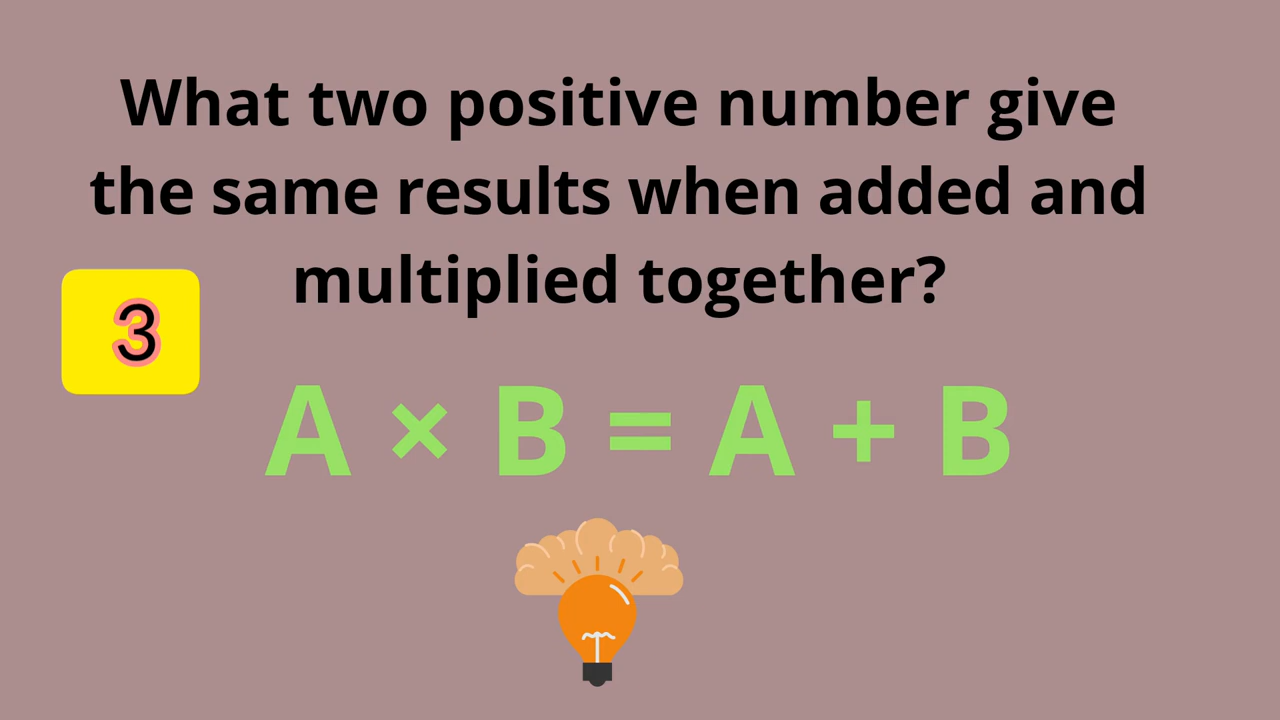 What two positive number give
the same results when added and
multiplied together?
3
A × B = A + B